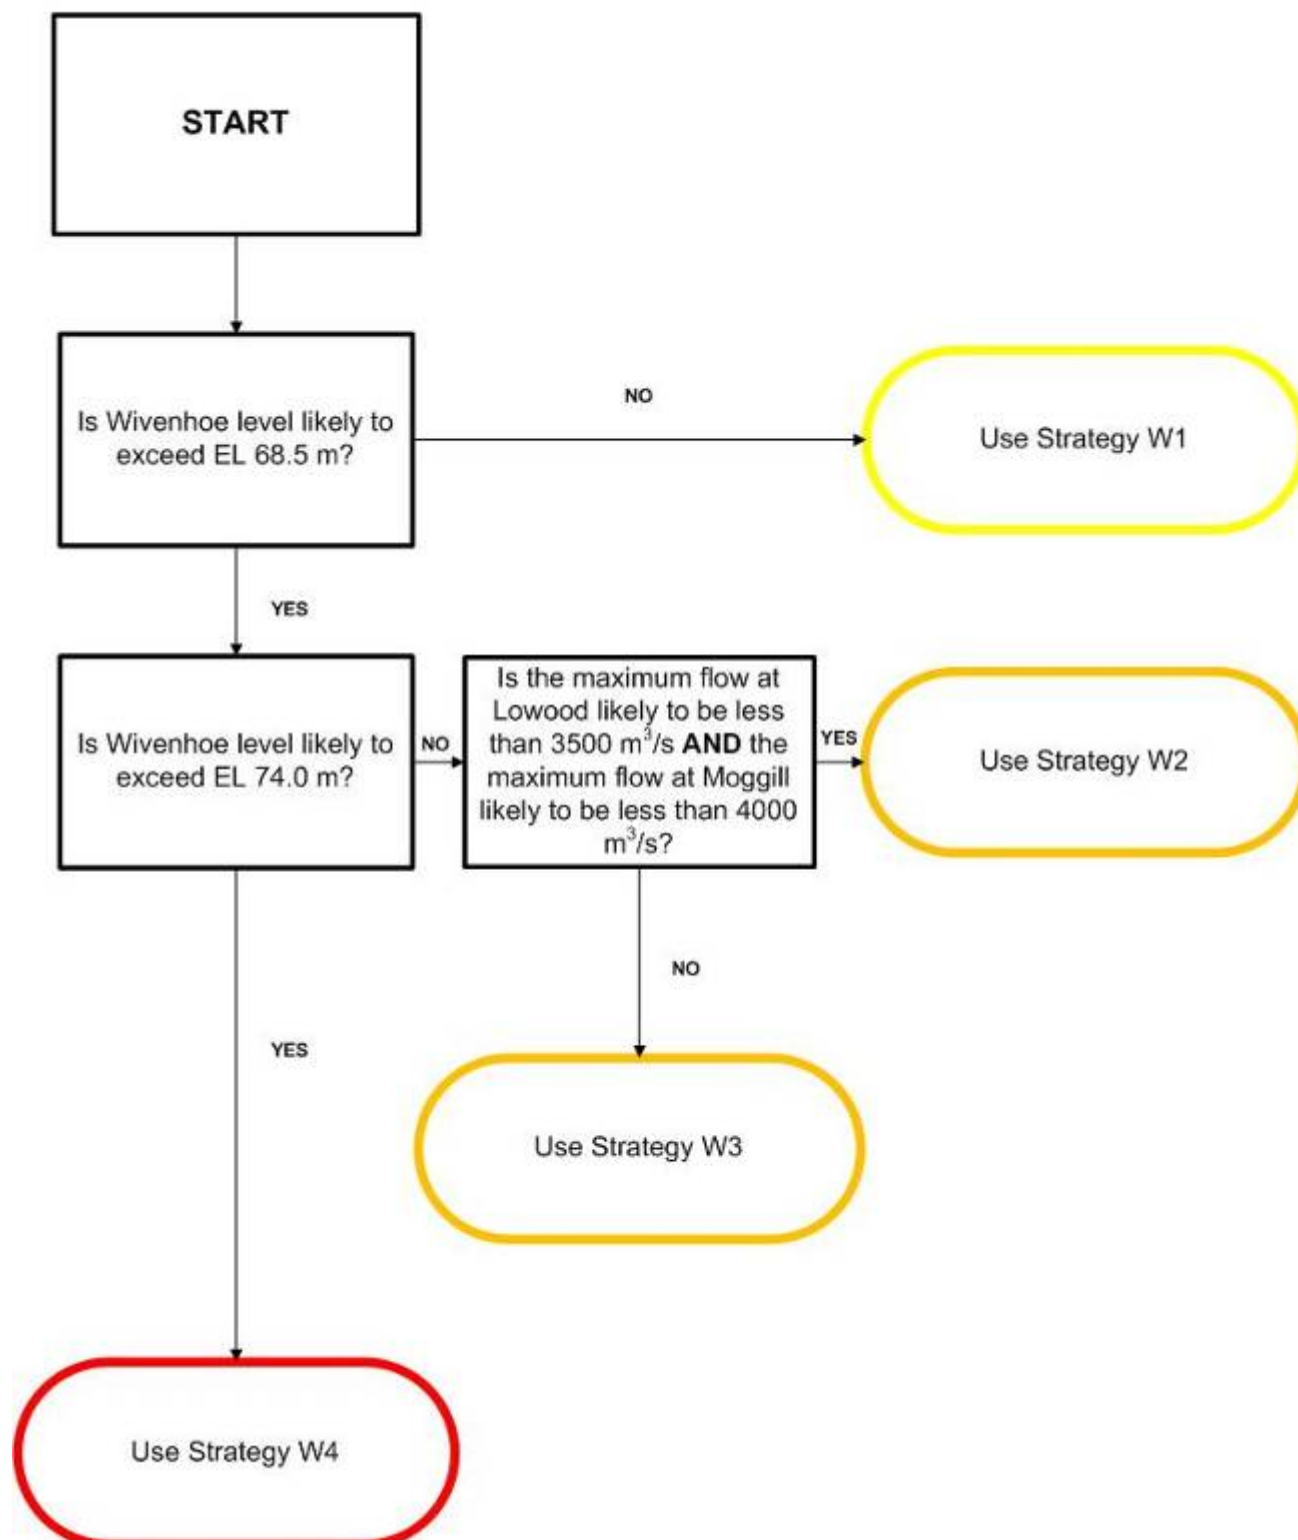 START
Is Wivenhoe level likely to
exceed EL 68.5 m?
NO
Use Strategy W1
YES
Is Wivenhoe level likely to
exceed EL 74.0 m?
NO
Is the maximum flow at
Lowood likely to be less
than 3500 m³/s AND the
maximum flow at Moggill
likely to be less than 4000
m³/s?
YES
Use Strategy W2
NO
YES
Use Strategy W3
Use Strategy W4